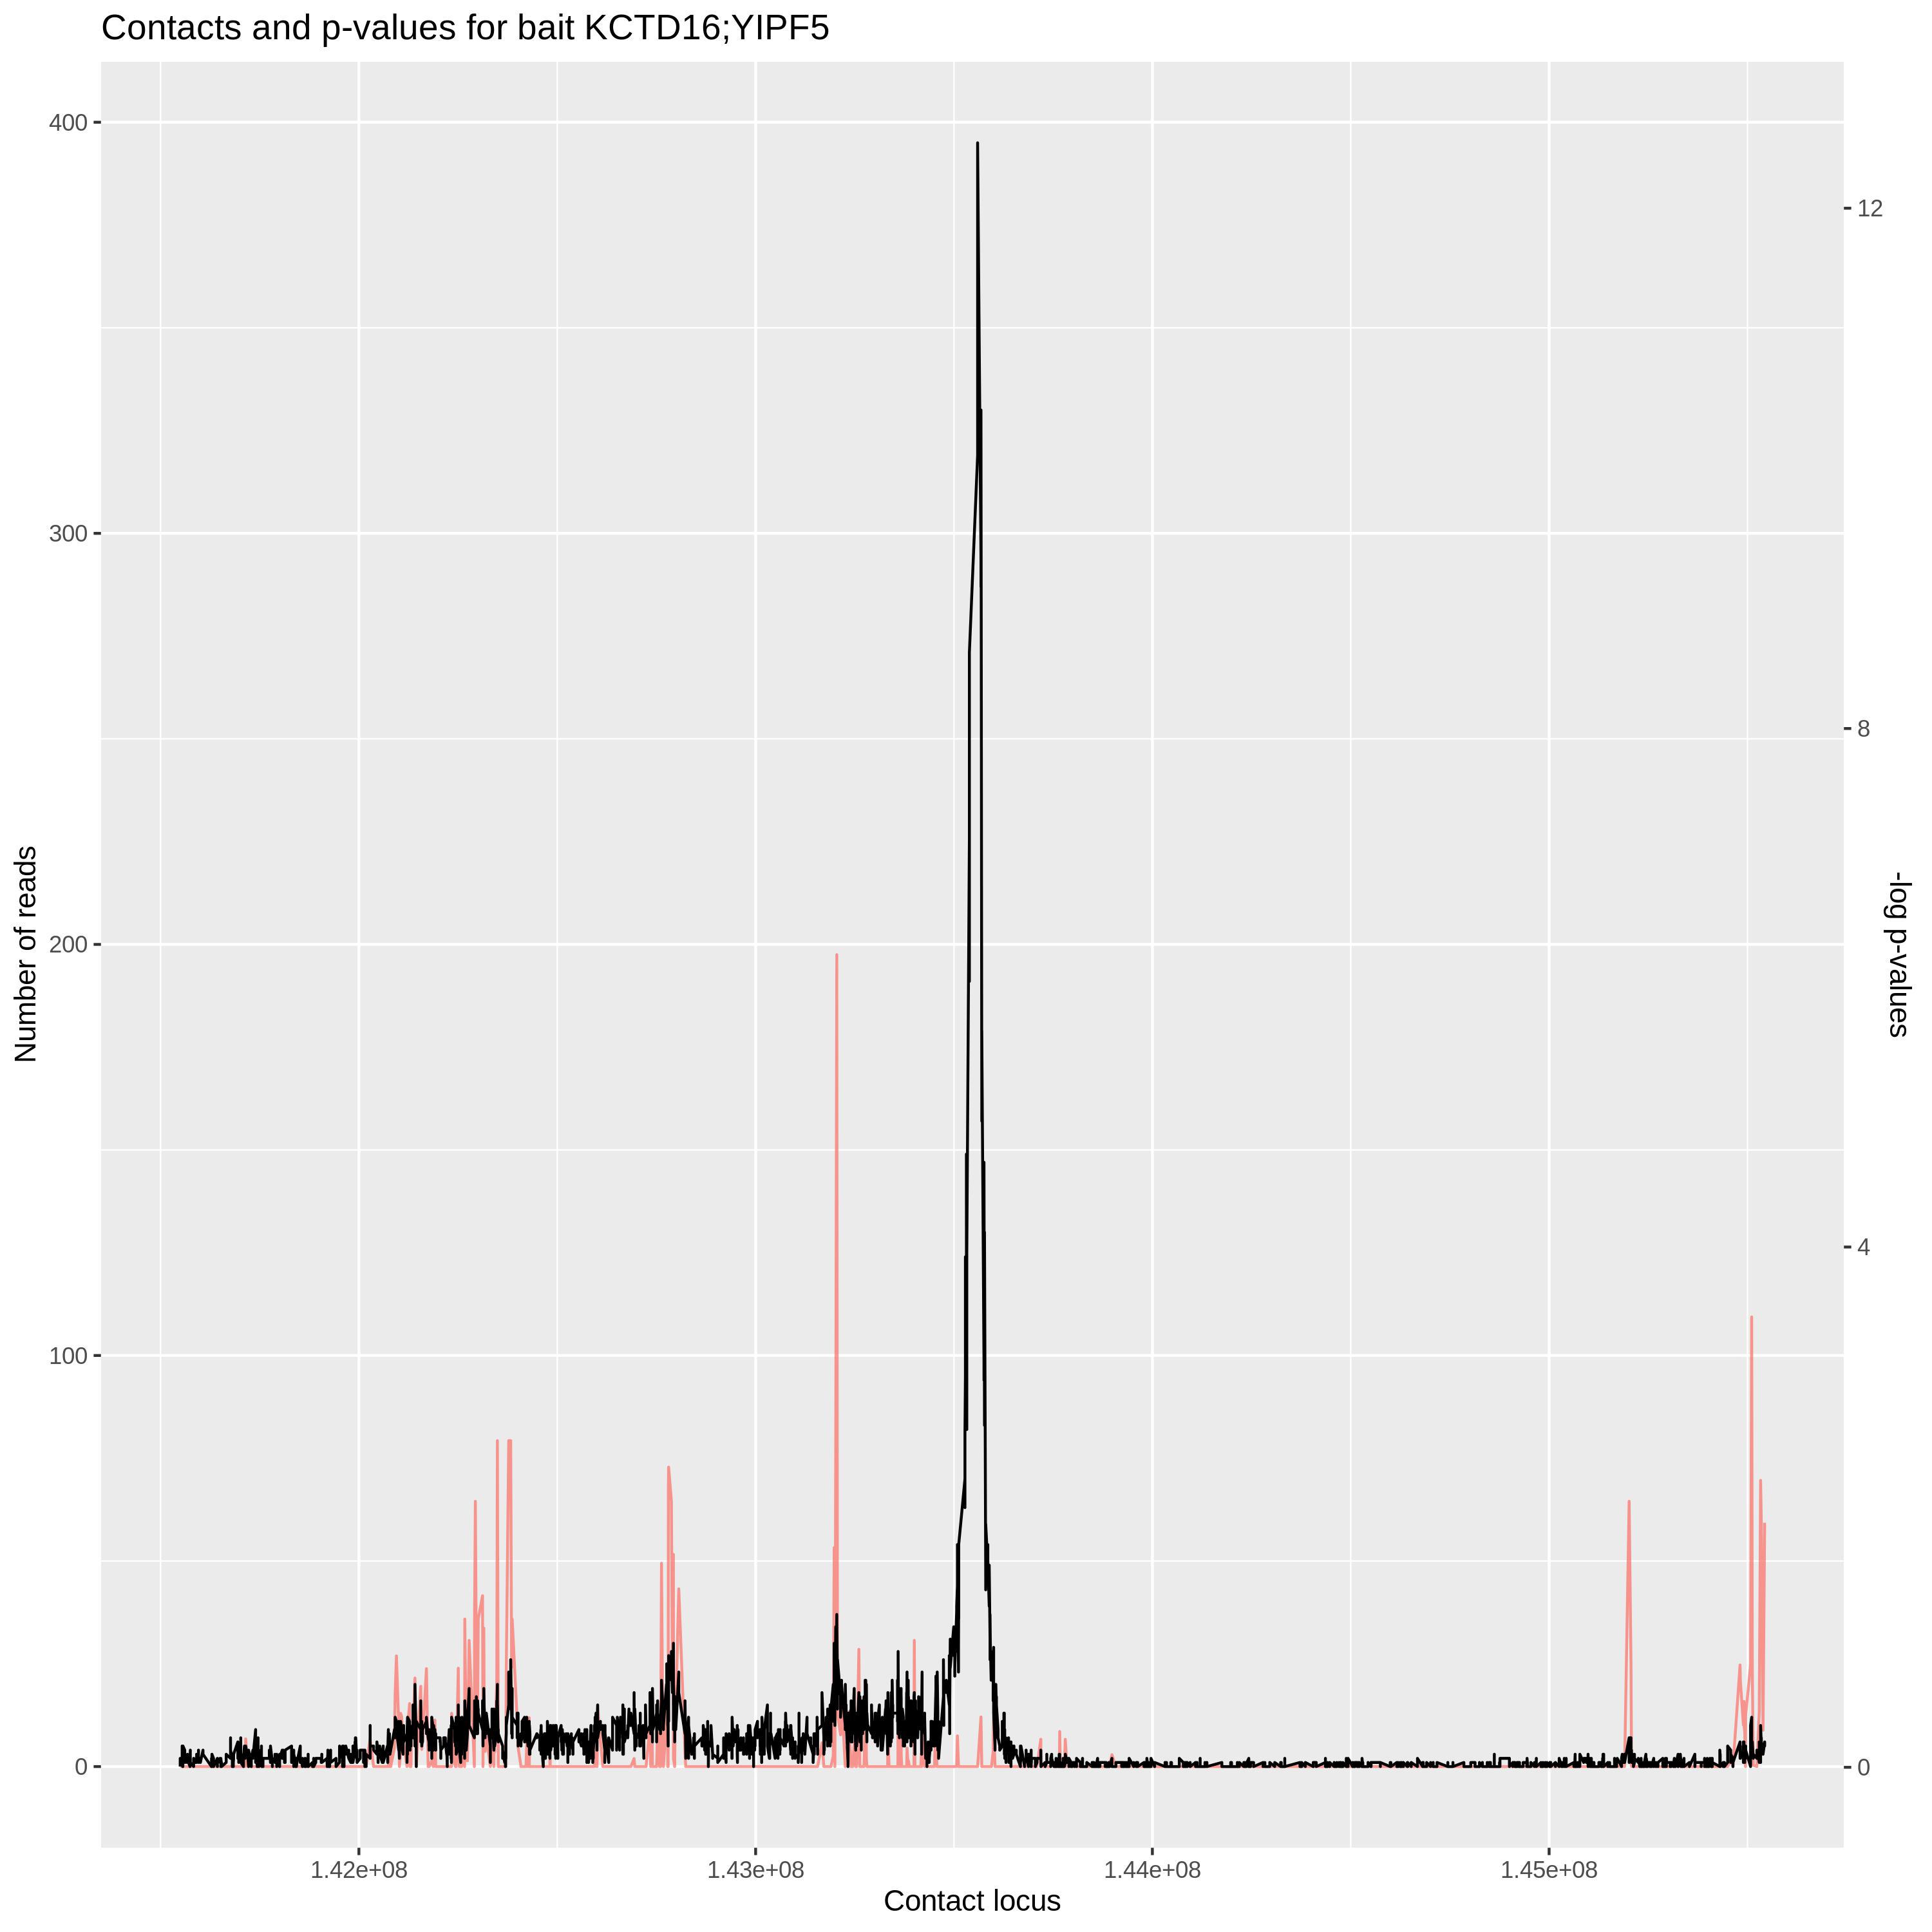 Contacts and p-values for bait KCTD16;YIPF5
400
300
200
100
0
12
8
4
0
Number of reads
-log p-values
1.42e+08
1.43e+08
1.44e+08
1.45e+08
Contact locus